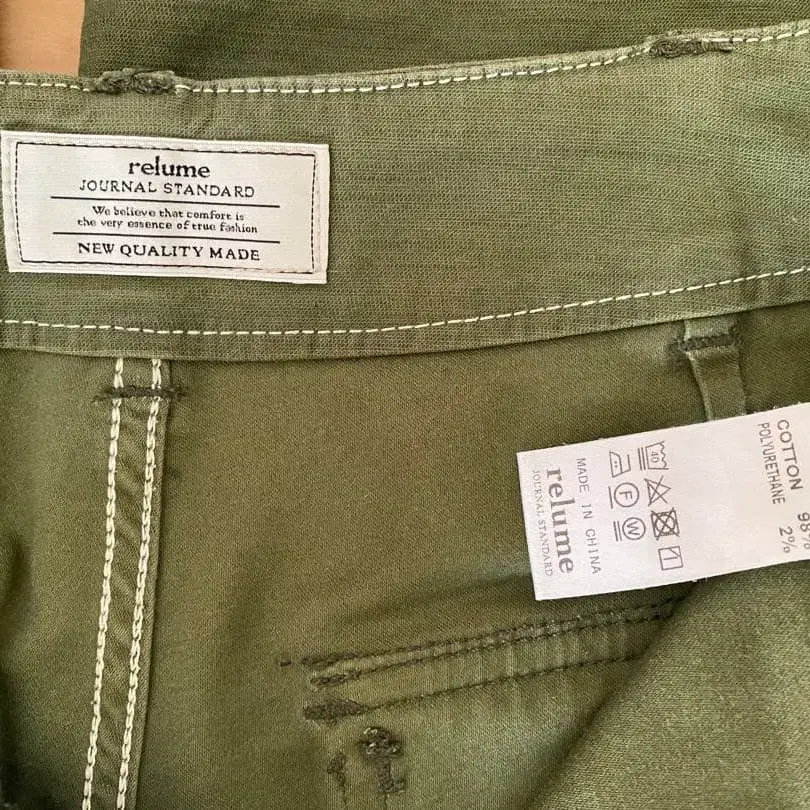 relume
JOURNAL STANDARD
We believe that comfort is
the very essence of true fashion
NEW QUALITY MADE
COTTON 98%
POLYURETHANE 2%
40
F
W
MADE IN CHINA
relume
JOURNAL STANDARD